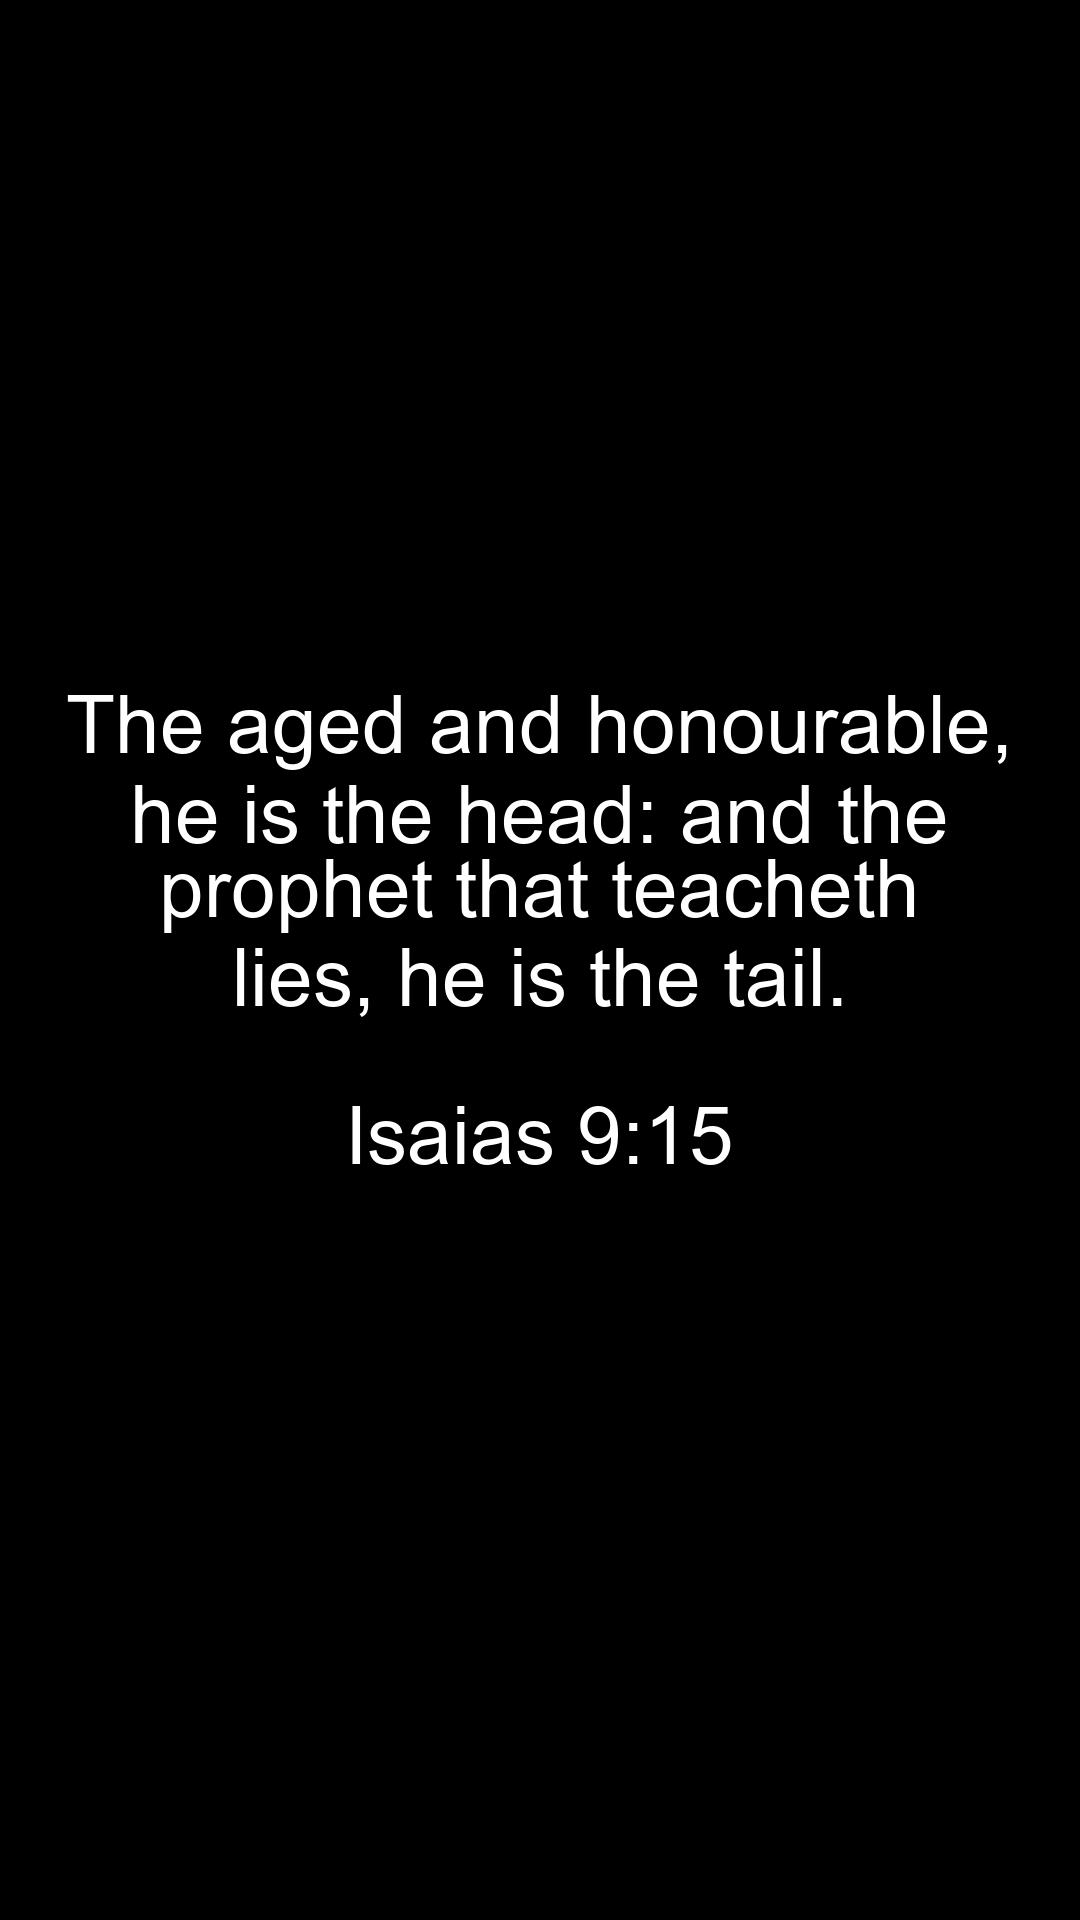 The aged and honourable,
he is the head: and the
prophet that teacheth
lies, he is the tail.
Isaias 9:15